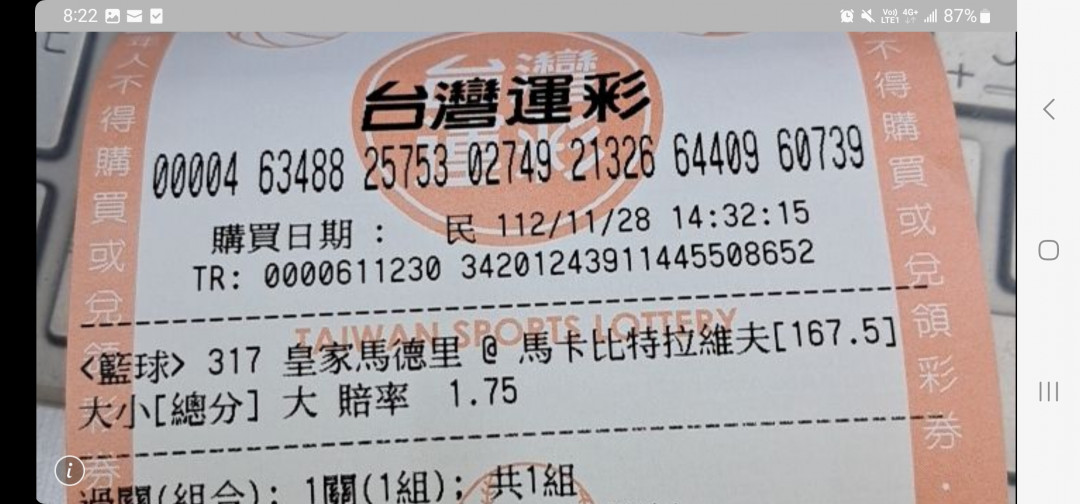 8:22
Vo) 4G+ LTE1 87%
台灣運彩
00004 63488 25753 02749 21326 64409 60739
購買日期： 民 112/11/28 14:32:15
TR: 0000611230 34201243911445508652
TAIWAN SPORTS LOTTERY
<籃球> 317 皇家馬德里 @ 馬卡比特拉維夫[167.5]
大小[總分] 大 賠率 1.75
過關(組合): 1關(1組); 共1組
人不得購買或兌領彩券
不得購買或兌領彩券